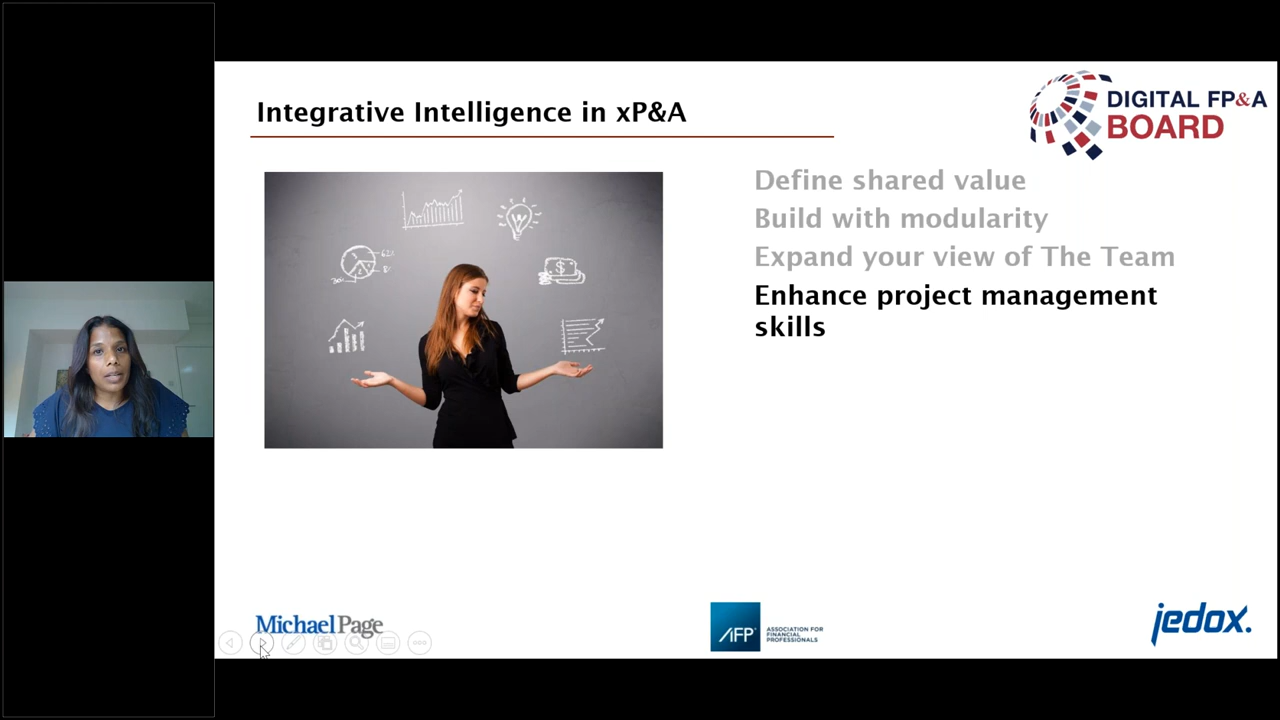 Integrative Intelligence in xP&A
DIGITAL FP&A
BOARD
Define shared value
Build with modularity
Expand your view of The Team
Enhance project management
skills
MichaelPage
AFP
ASSOCIATION FOR
FINANCIAL
PROFESSIONALS
jedox.